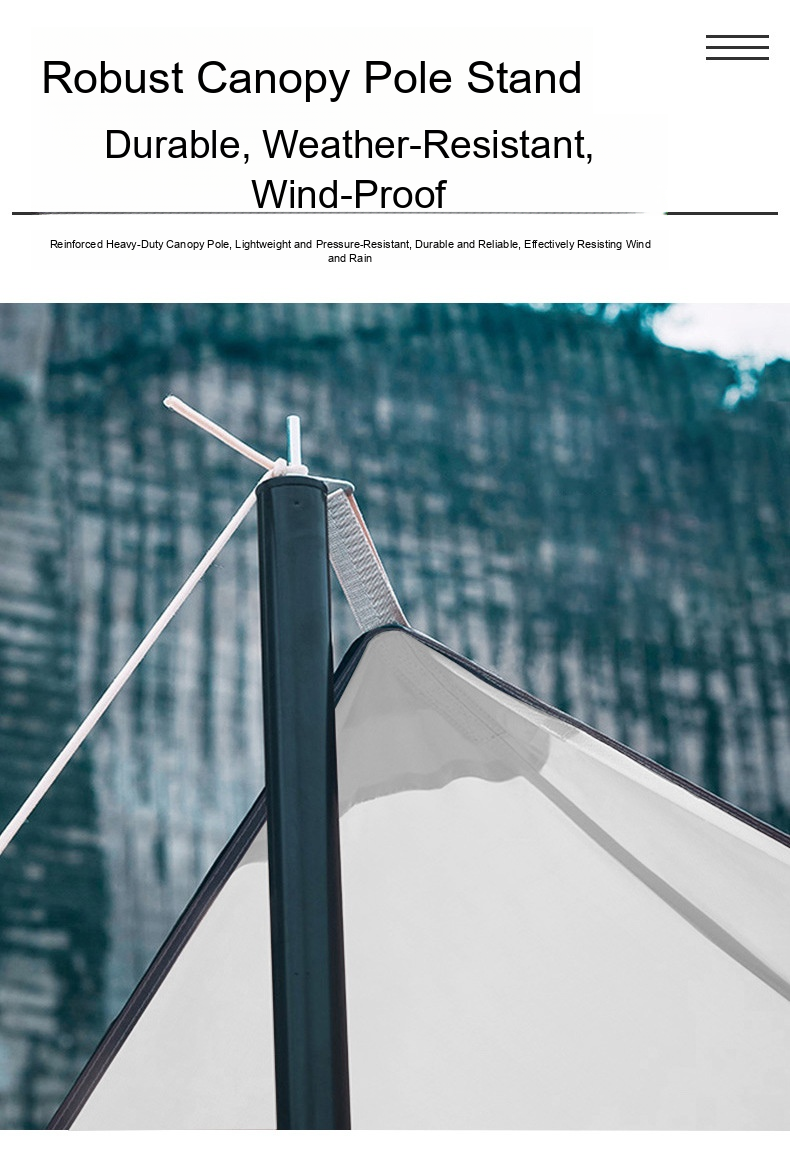 Robust Canopy Pole Stand
Durable, Weather-Resistant,
Wind-Proof
Reinforced Heavy-Duty Canopy Pole, Lightweight and Pressure-Resistant, Durable and Reliable, Effectively Resisting Wind
and Rain